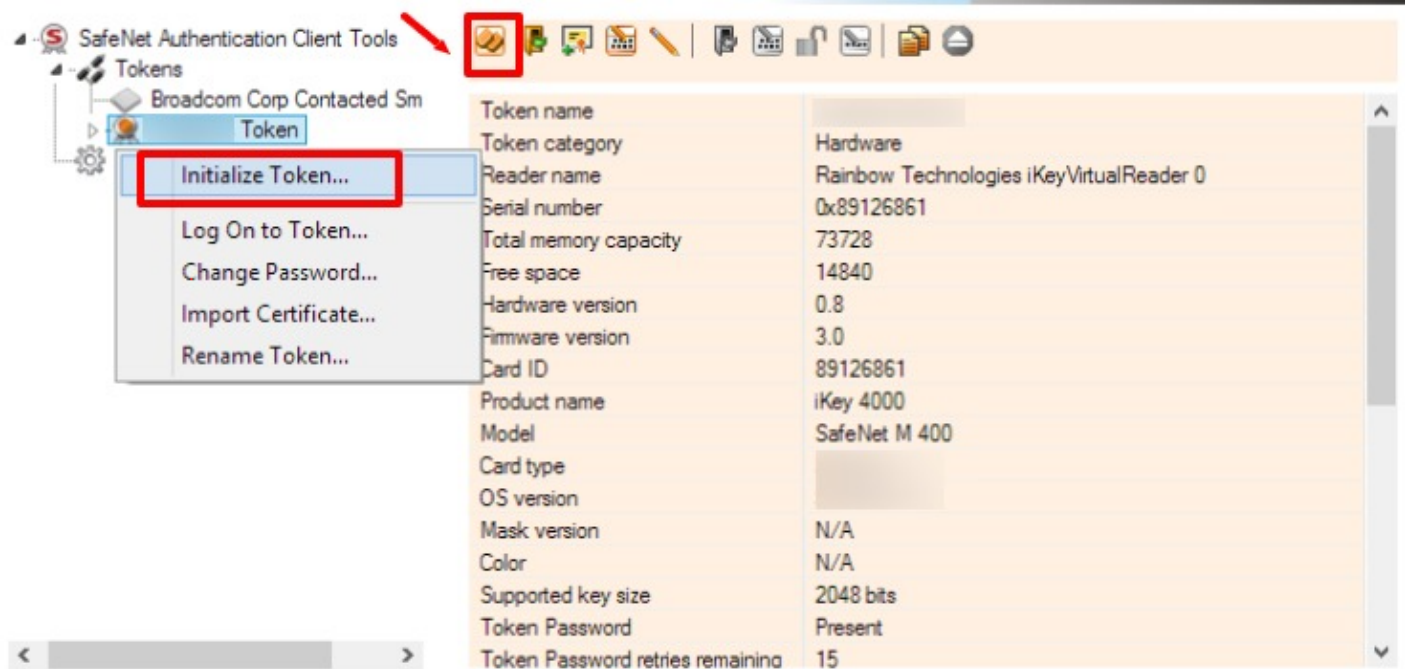 SafeNet Authentication Client Tools
Tokens
Broadcom Corp Contacted Sm
Token
Initialize Token...
Log On to Token...
Change Password...
Import Certificate...
Rename Token...
Token name
Token category Hardware
Reader name Rainbow Technologies iKeyVirtualReader 0
Serial number 0x89126861
Total memory capacity 73728
Free space 14840
Hardware version 0.8
Firmware version 3.0
Card ID 89126861
Product name iKey 4000
Model SafeNet M 400
Card type
OS version
Mask version N/A
Color N/A
Supported key size 2048 bits
Token Password Present
Token Password retries remaining 15